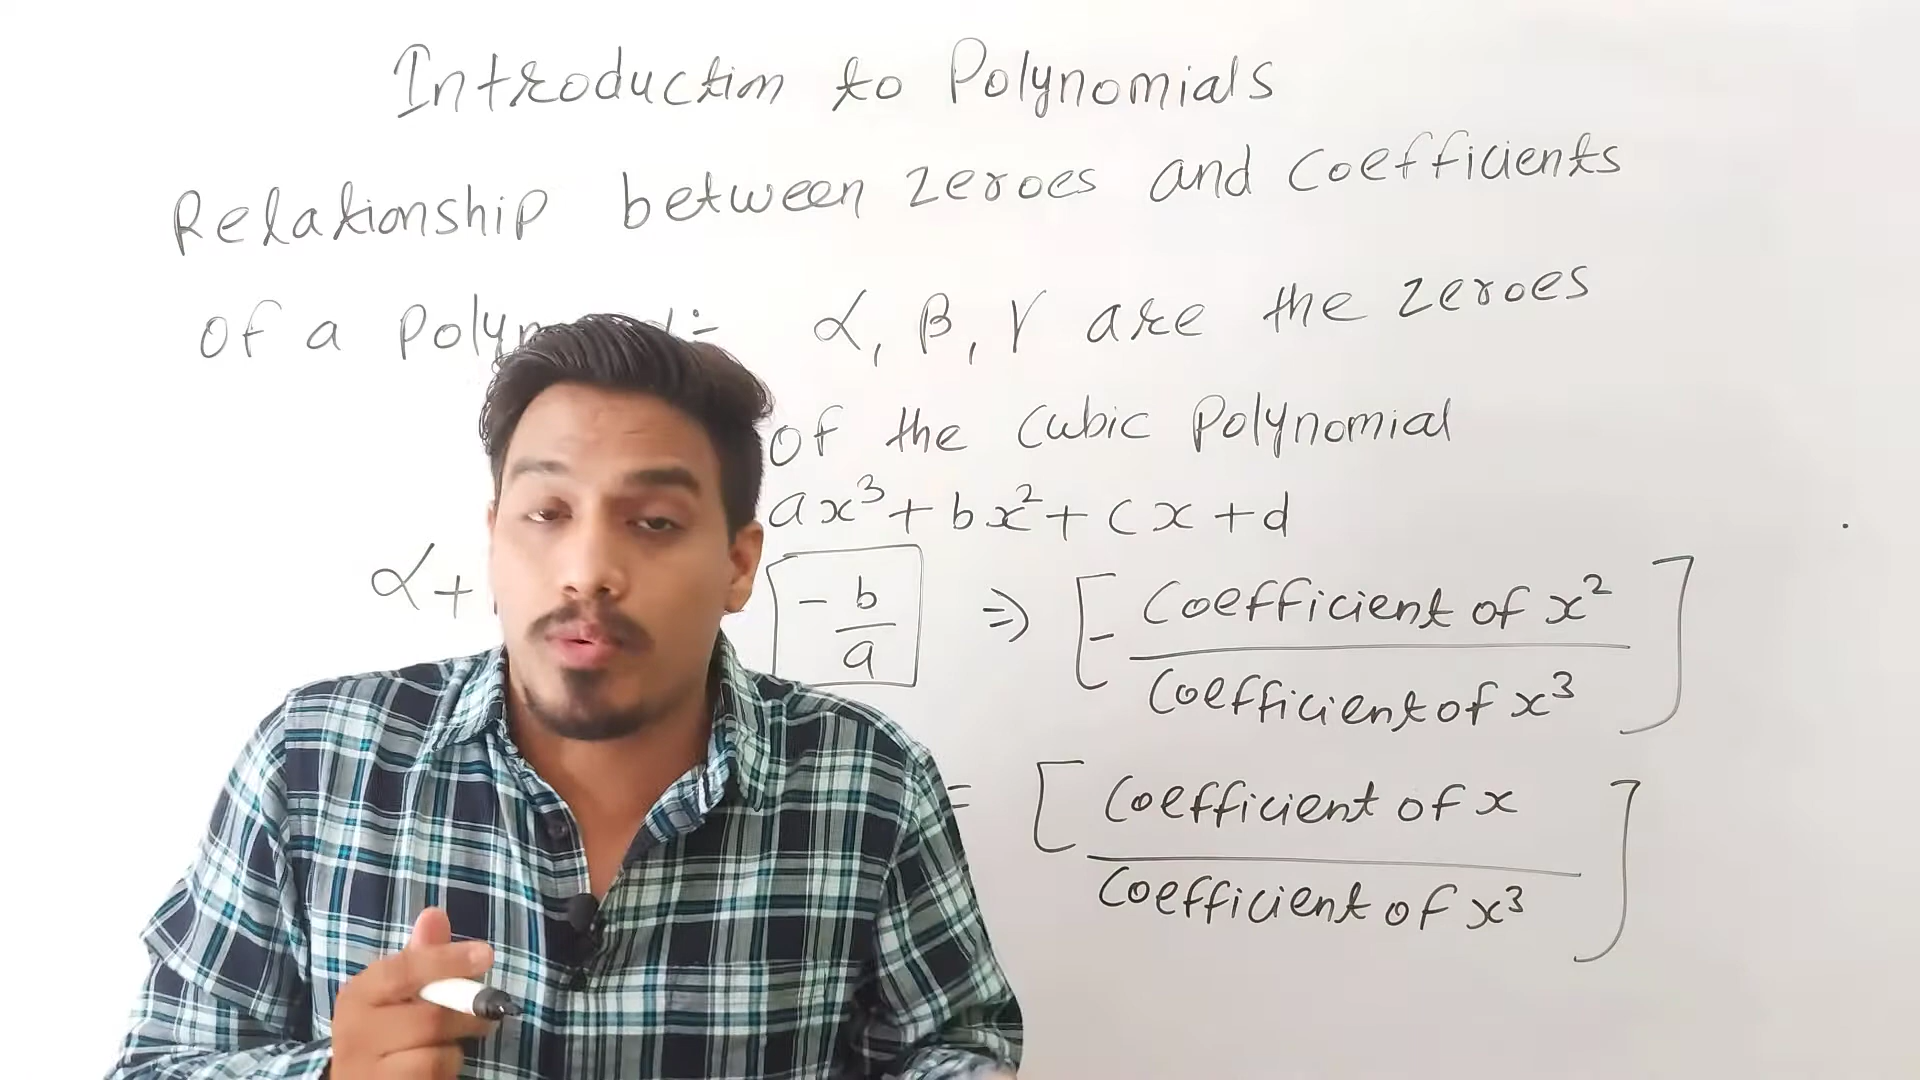 Introduction to Polynomials
Relationship between zeroes and coefficients
of a α, β, γ are the zeroes
of the cubic polynomial
ax³ + bx² + cx + d
α + - b/a ⇒ [- Coefficient of x² / Coefficient of x³]
= [Coefficient of x / Coefficient of x³]